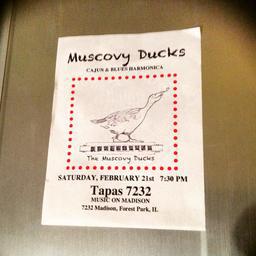 Muscovy Ducks
CAJUN & BLUES HARMONICA
The Muscovy Ducks
SATURDAY, FEBRUARY 21st 7:30 PM
Tapas 7232
MUSIC ON MADISON
7232 Madison, Forest Park, IL